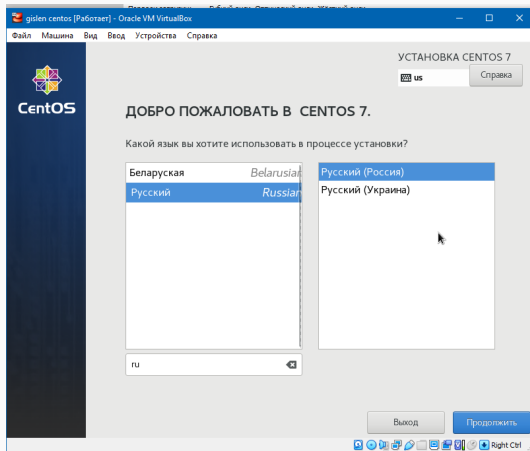 gislen centos [Работает] - Oracle VM VirtualBox
Файл Машина Вид Ввод Устройства Справка
УСТАНОВКА CENTOS 7
us Справка
CentOS
ДОБРО ПОЖАЛОВАТЬ В CENTOS 7.
Какой язык вы хотите использовать в процессе установки?
Беларуская Belarusian
Русский Russian
Русский (Россия)
Русский (Украина)
ru
Выход Продолжить
Right Ctrl